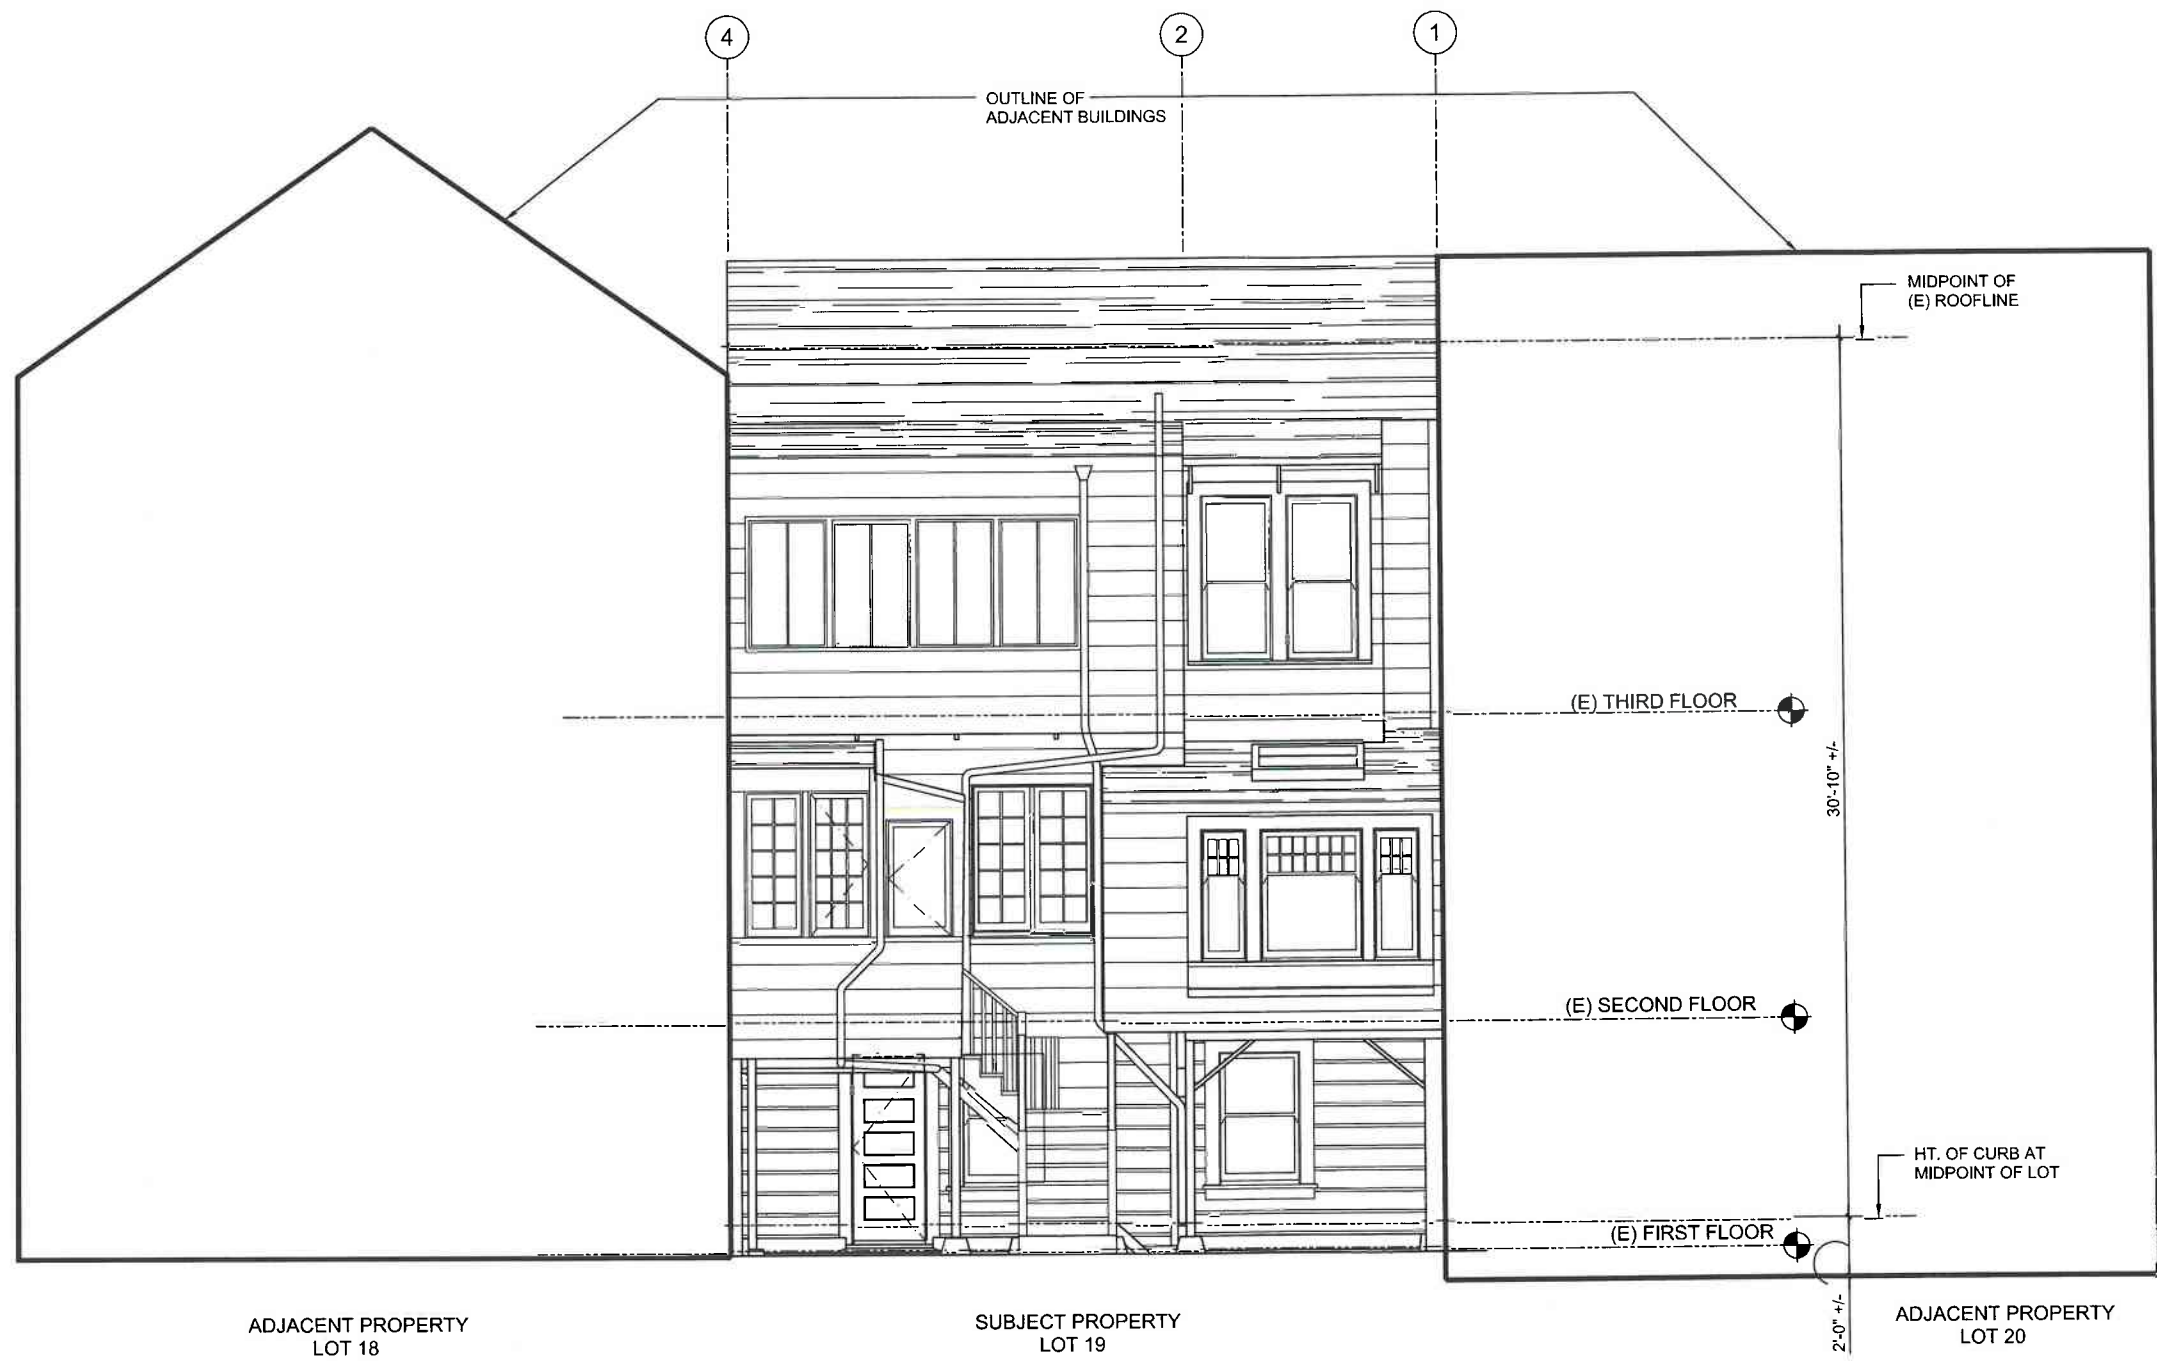 4
2
1
OUTLINE OF
ADJACENT BUILDINGS
MIDPOINT OF
(E) ROOFLINE
(E) THIRD FLOOR
30'-10" +/-
(E) SECOND FLOOR
HT. OF CURB AT
MIDPOINT OF LOT
(E) FIRST FLOOR
2'-0" +/-
ADJACENT PROPERTY
LOT 18
SUBJECT PROPERTY
LOT 19
ADJACENT PROPERTY
LOT 20